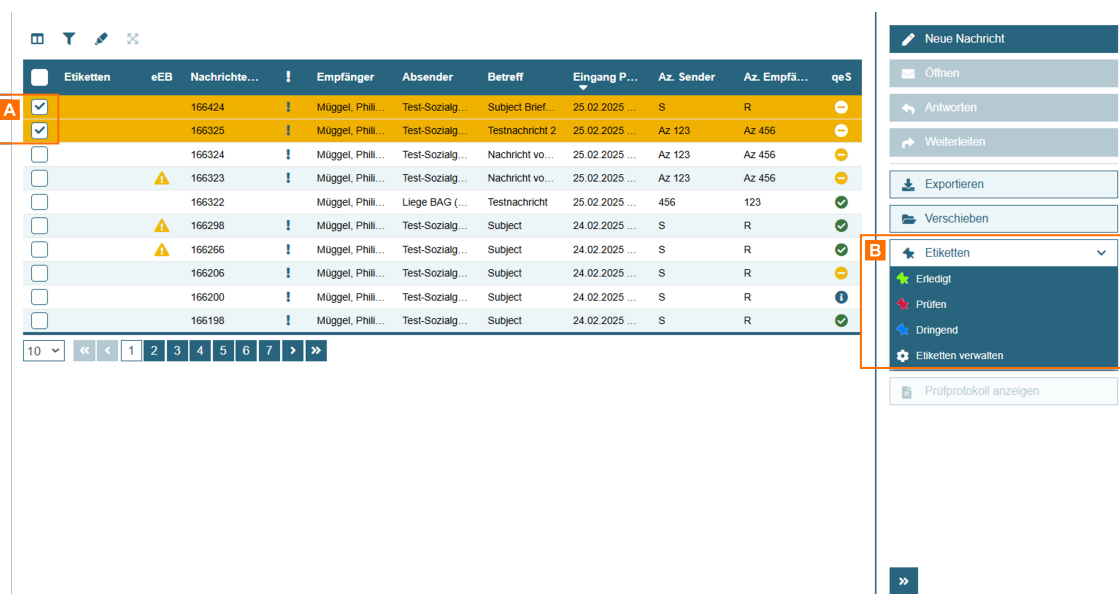 Etiketten eEB Nachrichte... ! Empfänger Absender Betreff Eingang P... Az. Sender Az. Empfä... qeS
A
166424 ! Müggel, Phili... Test-Sozialg... Subject Brief... 25.02.2025 ... S R
166325 ! Müggel, Phili... Test-Sozialg... Testnachricht 2 25.02.2025 ... Az 123 Az 456
166324 ! Müggel, Phili... Test-Sozialg... Nachricht vo... 25.02.2025 ... Az 123 Az 456
166323 ! Müggel, Phili... Test-Sozialg... Nachricht vo... 25.02.2025 ... Az 123 Az 456
166322 Müggel, Phili... Liege BAG (... Testnachricht 25.02.2025 ... 456 123
166298 ! Müggel, Phili... Test-Sozialg... Subject 24.02.2025 ... S R
166266 ! Müggel, Phili... Test-Sozialg... Subject 24.02.2025 ... S R
166206 ! Müggel, Phili... Test-Sozialg... Subject 24.02.2025 ... S R
166200 ! Müggel, Phili... Test-Sozialg... Subject 24.02.2025 ... S R
166198 ! Müggel, Phili... Test-Sozialg... Subject 24.02.2025 ... S R
10 « < 1 2 3 4 5 6 7 > »
Neue Nachricht
Öffnen
Antworten
Weiterleiten
Exportieren
Verschieben
B
Etiketten
Erledigt
Prüfen
Dringend
Etiketten verwalten
Prüfprotokoll anzeigen
»